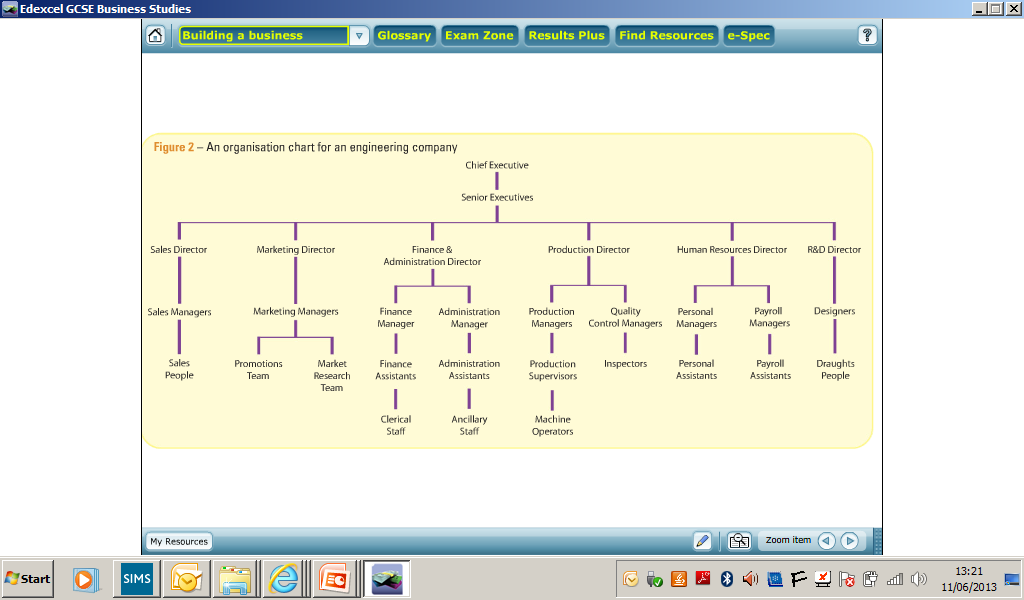 Edexcel GCSE Business Studies
Building a business
Glossary
Exam Zone
Results Plus
Find Resources
e-Spec
?
Figure 2 – An organisation chart for an engineering company
Chief Executive
Senior Executives
Sales Director
Marketing Director
Finance &
Administration Director
Production Director
Human Resources Director
R&D Director
Sales Managers
Marketing Managers
Finance
Manager
Administration
Manager
Production
Managers
Quality
Control Managers
Personal
Managers
Payroll
Managers
Designers
Sales
People
Promotions
Team
Market
Research
Team
Finance
Assistants
Administration
Assistants
Production
Supervisors
Inspectors
Personal
Assistants
Payroll
Assistants
Draughts
People
Clerical
Staff
Ancillary
Staff
Machine
Operators
My Resources
Zoom item
Start
SIMS
13:21
11/06/2013